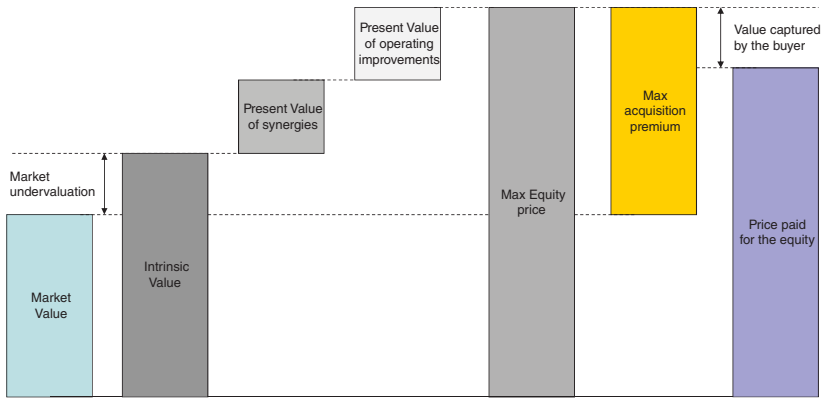 Present Value
of operating
improvements
Value captured
by the buyer
Present Value
of synergies
Max
acquisition
premium
Market
undervaluation
Max Equity
price
Price paid
for the equity
Intrinsic
Value
Market
Value